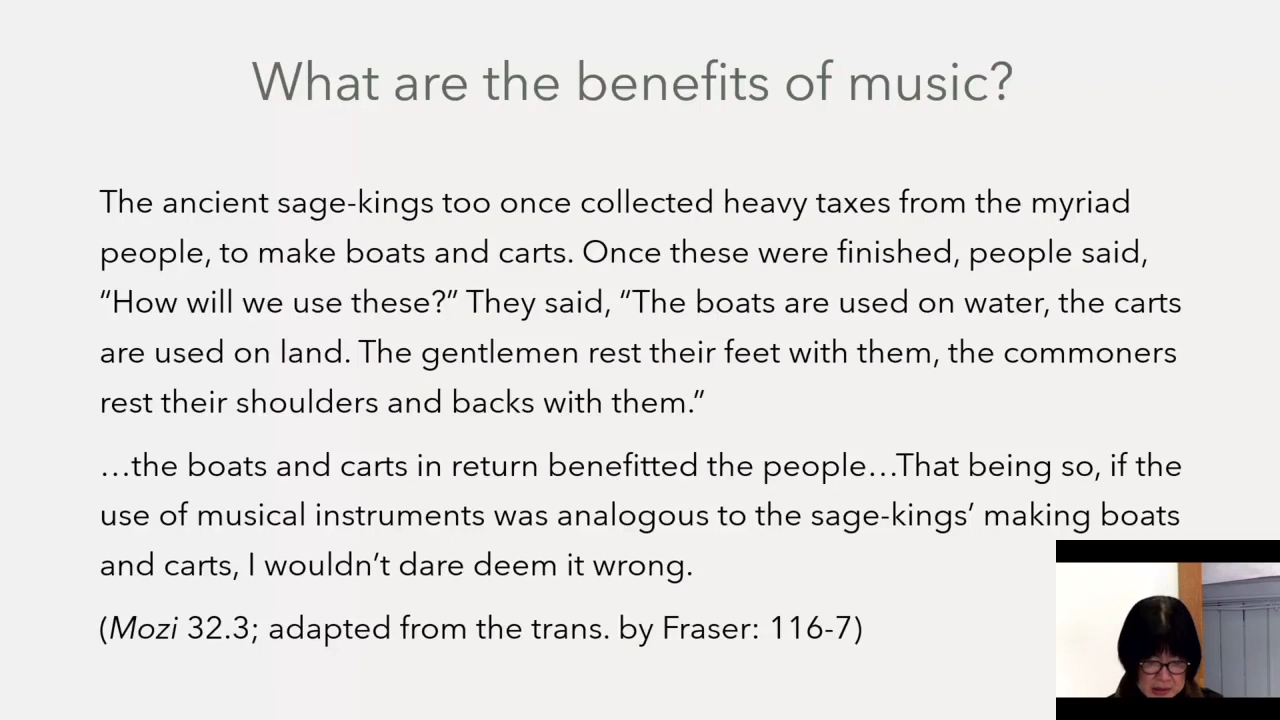 What are the benefits of music?
The ancient sage-kings too once collected heavy taxes from the myriad
people, to make boats and carts. Once these were finished, people said,
“How will we use these?” They said, “The boats are used on water, the carts
are used on land. The gentlemen rest their feet with them, the commoners
rest their shoulders and backs with them.”
…the boats and carts in return benefitted the people…That being so, if the
use of musical instruments was analogous to the sage-kings’ making boats
and carts, I wouldn’t dare deem it wrong.
(Mozi 32.3; adapted from the trans. by Fraser: 116-7)